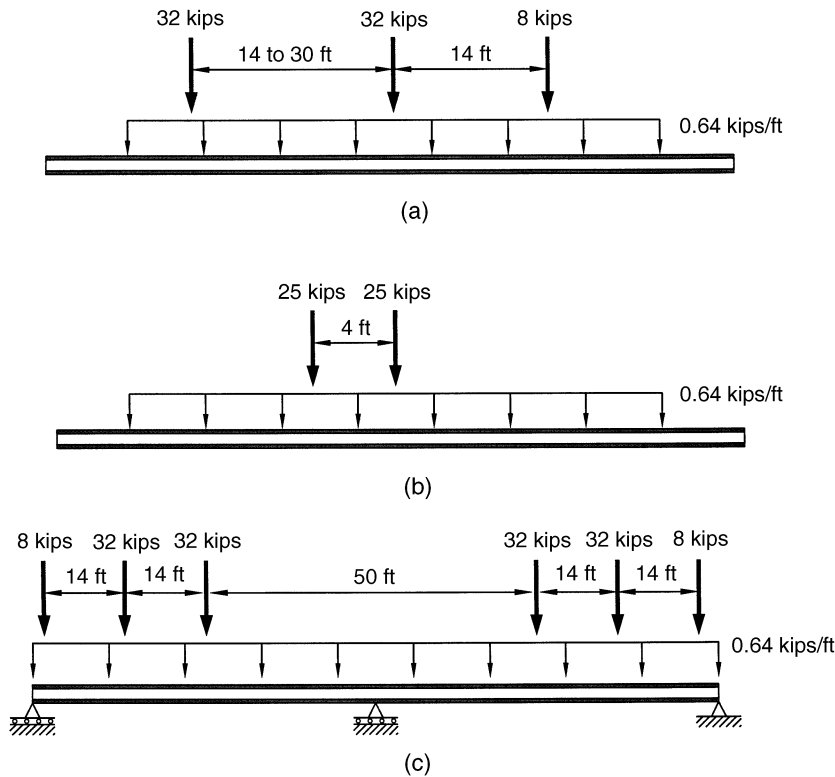 32 kips 32 kips 8 kips
14 to 30 ft 14 ft
0.64 kips/ft
(a)
25 kips 25 kips
4 ft
0.64 kips/ft
(b)
8 kips 32 kips 32 kips 32 kips 32 kips 8 kips
14 ft 14 ft 50 ft 14 ft 14 ft
0.64 kips/ft
(c)